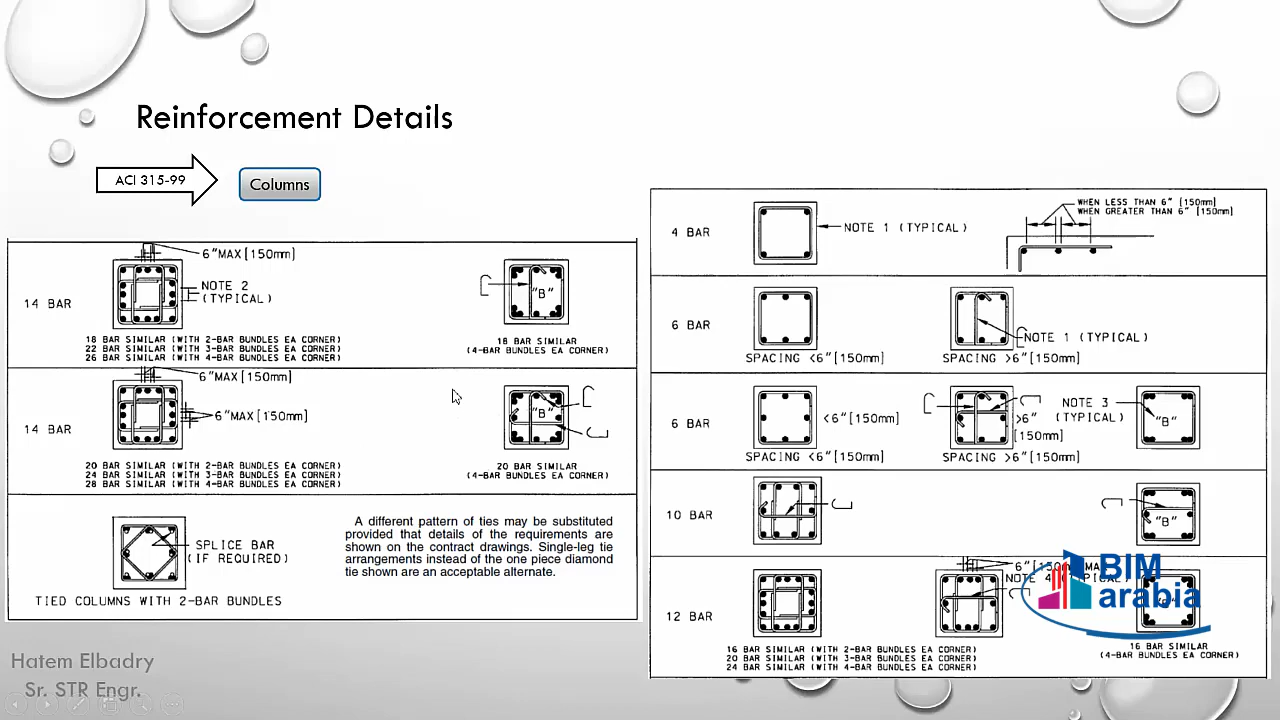 Reinforcement Details
ACI 315-99
Columns
6"MAX[150mm]
14 BAR
NOTE 2
(TYPICAL)
"B"
18 BAR SIMILAR (WITH 2-BAR BUNDLES EA CORNER)
22 BAR SIMILAR (WITH 3-BAR BUNDLES EA CORNER)
26 BAR SIMILAR (WITH 4-BAR BUNDLES EA CORNER)
18 BAR SIMILAR
(4-BAR BUNDLES EA CORNER)
6"MAX[150mm]
14 BAR
6"MAX[150mm]
"B"
20 BAR SIMILAR (WITH 2-BAR BUNDLES EA CORNER)
24 BAR SIMILAR (WITH 3-BAR BUNDLES EA CORNER)
28 BAR SIMILAR (WITH 4-BAR BUNDLES EA CORNER)
20 BAR SIMILAR
(4-BAR BUNDLES EA CORNER)
SPLICE BAR
(IF REQUIRED)
TIED COLUMNS WITH 2-BAR BUNDLES
A different pattern of ties may be substituted
provided that details of the requirements are
shown on the contract drawings. Single-leg tie
arrangements instead of the one piece diamond
tie shown are an acceptable alternate.
4 BAR
NOTE 1 (TYPICAL)
WHEN LESS THAN 6" [150mm]
WHEN GREATER THAN 6" [150mm]
6 BAR
NOTE 1 (TYPICAL)
SPACING <6"[150mm]
SPACING >6"[150mm]
6 BAR
<6"[150mm]
>6"
[150mm]
NOTE 3
(TYPICAL)
"B"
SPACING <6"[150mm]
SPACING >6"[150mm]
10 BAR
"B"
12 BAR
NOTE 4
16 BAR SIMILAR (WITH 2-BAR BUNDLES EA CORNER)
20 BAR SIMILAR (WITH 3-BAR BUNDLES EA CORNER)
24 BAR SIMILAR (WITH 4-BAR BUNDLES EA CORNER)
16 BAR SIMILAR
(4-BAR BUNDLES EA CORNER)
BIM
arabia
Hatem Elbadry
Sr. STR Engr.